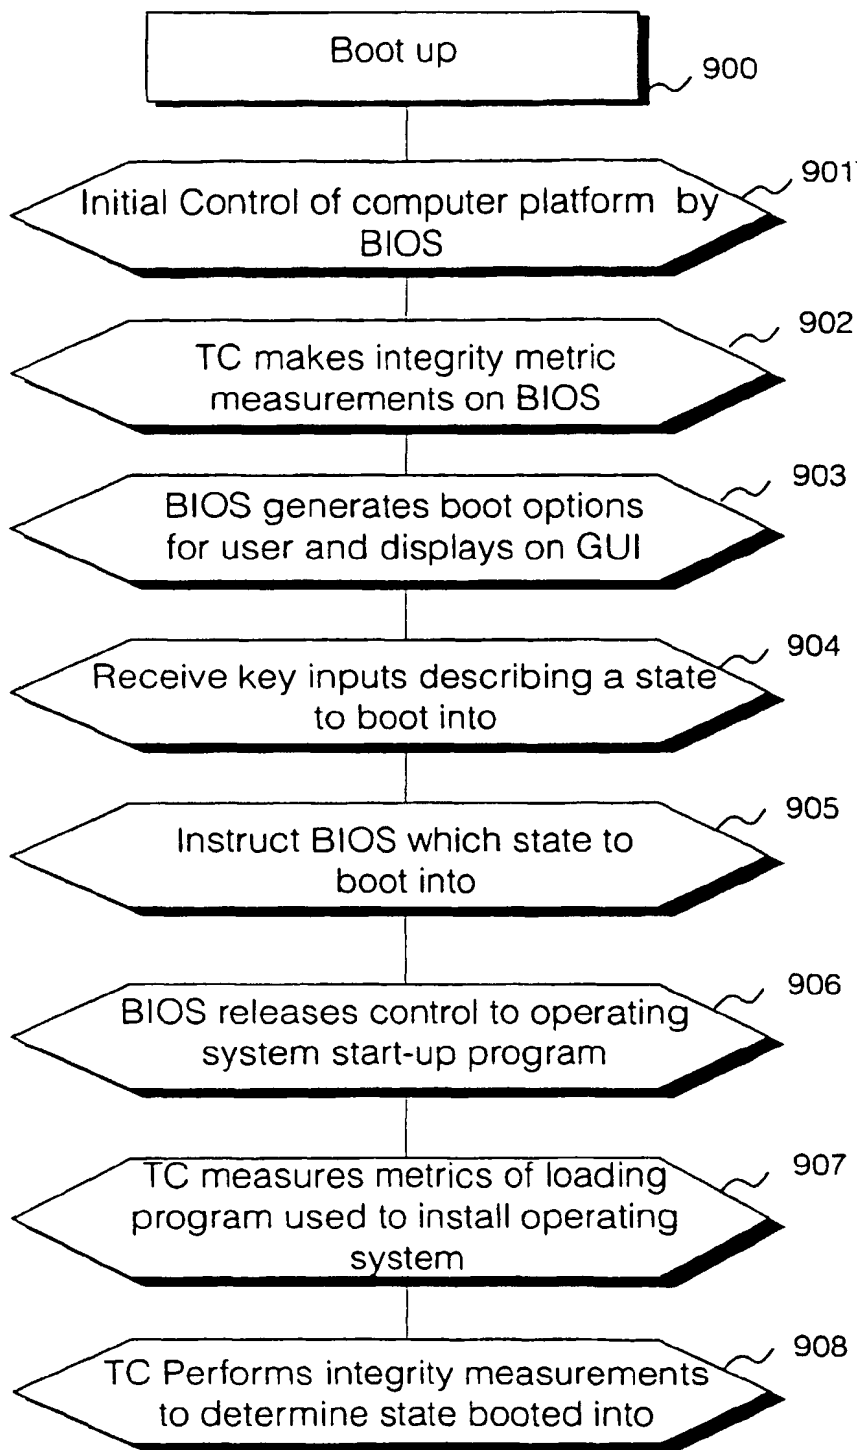 Boot up
900
901
Initial Control of computer platform by
BIOS
902
TC makes integrity metric
measurements on BIOS
903
BIOS generates boot options
for user and displays on GUI
904
Receive key inputs describing a state
to boot into
905
Instruct BIOS which state to
boot into
906
BIOS releases control to operating
system start-up program
907
TC measures metrics of loading
program used to install operating
system
908
TC Performs integrity measurements
to determine state booted into